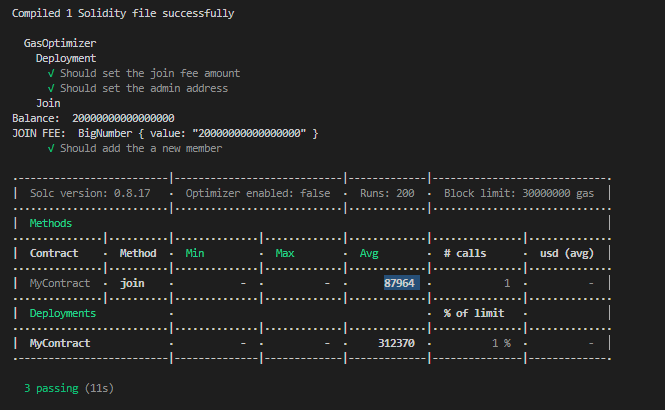 Compiled 1 Solidity file successfully
GasOptimizer
Deployment
√ Should set the join fee amount
√ Should set the admin address
Join
Balance:  20000000000000000
JOIN FEE:  BigNumber { value: "20000000000000000" }
√ Should add the a new member
| Solc version: 0.8.17 · Optimizer enabled: false · Runs: 200 · Block limit: 30000000 gas |
| Methods |
| Contract · Method · Min · Max · Avg · # calls · usd (avg) |
| MyContract · join · - · - · 87964 · 1 · - |
| Deployments · · % of limit · |
| MyContract · - · - · 312370 · 1 % · - |
3 passing (11s)